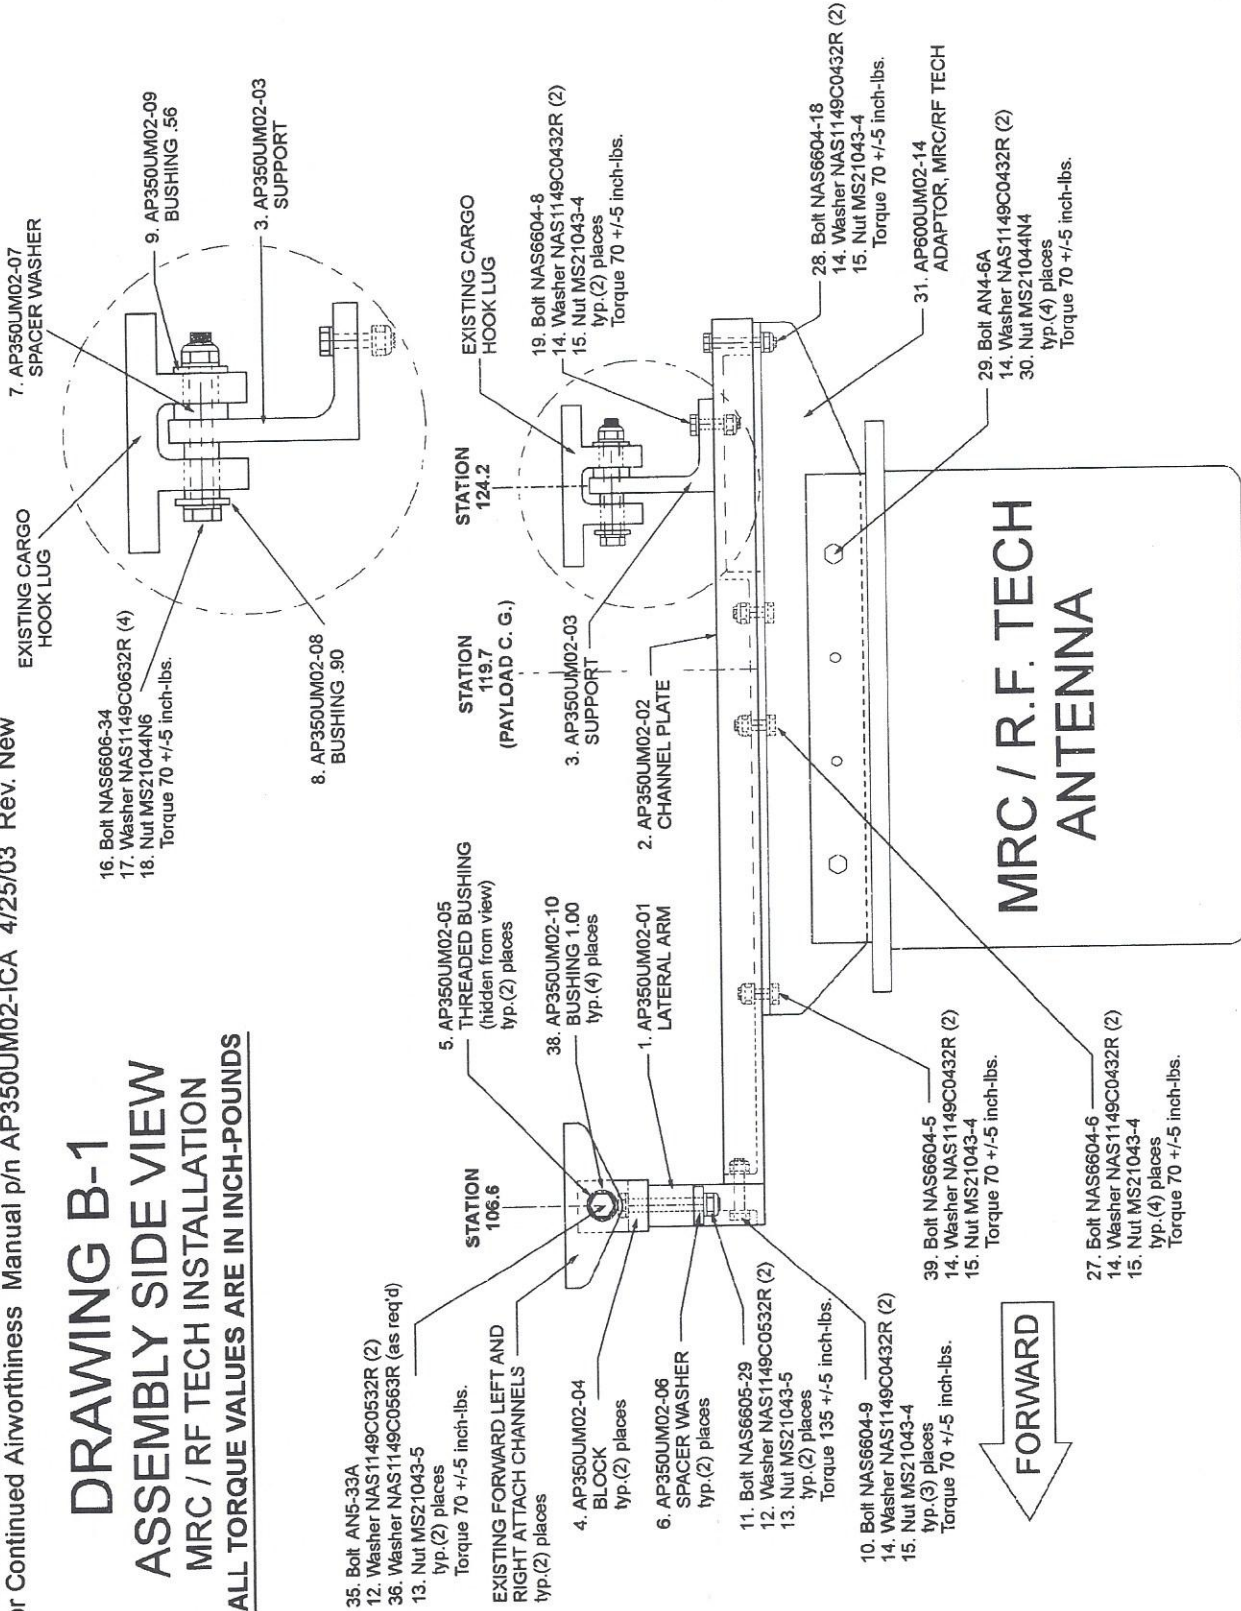 or Continued Airworthiness Manual p/n AP350UM02-ICA 4/25/03 Rev. New
DRAWING B-1
ASSEMBLY SIDE VIEW
MRC / RF TECH INSTALLATION
ALL TORQUE VALUES ARE IN INCH-POUNDS
EXISTING CARGO
HOOK LUG
7. AP350UM02-07
SPACER WASHER
9. AP350UM02-09
BUSHING .56
3. AP350UM02-03
SUPPORT
16. Bolt NAS6606-34
17. Washer NAS1149C0632R (4)
18. Nut MS21044N6
Torque 70 +/-5 inch-lbs.
8. AP350UM02-08
BUSHING .90
35. Bolt AN5-33A
12. Washer NAS1149C0532R (2)
36. Washer NAS1149C0563R (as req'd)
13. Nut MS21043-5
typ.(2) places
Torque 70 +/-5 inch-lbs.
EXISTING FORWARD LEFT AND
RIGHT ATTACH CHANNELS
typ.(2) places
4. AP350UM02-04
BLOCK
typ.(2) places
6. AP350UM02-06
SPACER WASHER
typ.(2) places
11. Bolt NAS6605-29
12. Washer NAS1149C0532R (2)
13. Nut MS21043-5
typ.(2) places
Torque 135 +/-5 inch-lbs.
10. Bolt NAS6604-9
14. Washer NAS1149C0432R (2)
15. Nut MS21043-4
typ.(3) places
Torque 70 +/-5 inch-lbs.
STATION
106.6
5. AP350UM02-05
THREADED BUSHING
(hidden from view)
typ.(2) places
38. AP350UM02-10
BUSHING 1.00
typ.(4) places
1. AP350UM02-01
LATERAL ARM
2. AP350UM02-02
CHANNEL PLATE
STATION
119.7
(PAYLOAD C. G.)
3. AP350UM02-03
SUPPORT
STATION
124.2
EXISTING CARGO
HOOK LUG
19. Bolt NAS6604-8
14. Washer NAS1149C0432R (2)
15. Nut MS21043-4
typ.(2) places
Torque 70 +/-5 inch-lbs.
28. Bolt NAS6604-18
14. Washer NAS1149C0432R (2)
15. Nut MS21043-4
Torque 70 +/-5 inch-lbs.
31. AP600UM02-14
ADAPTOR, MRC/RF TECH
29. Bolt AN4-6A
14. Washer NAS1149C0432R (2)
30. Nut MS21044N4
typ.(4) places
Torque 70 +/-5 inch-lbs.
MRC / R.F. TECH
ANTENNA
39. Bolt NAS6604-5
14. Washer NAS1149C0432R (2)
15. Nut MS21043-4
Torque 70 +/-5 inch-lbs.
27. Bolt NAS6604-6
14. Washer NAS1149C0432R (2)
15. Nut MS21043-4
typ.(4) places
Torque 70 +/-5 inch-lbs.
FORWARD